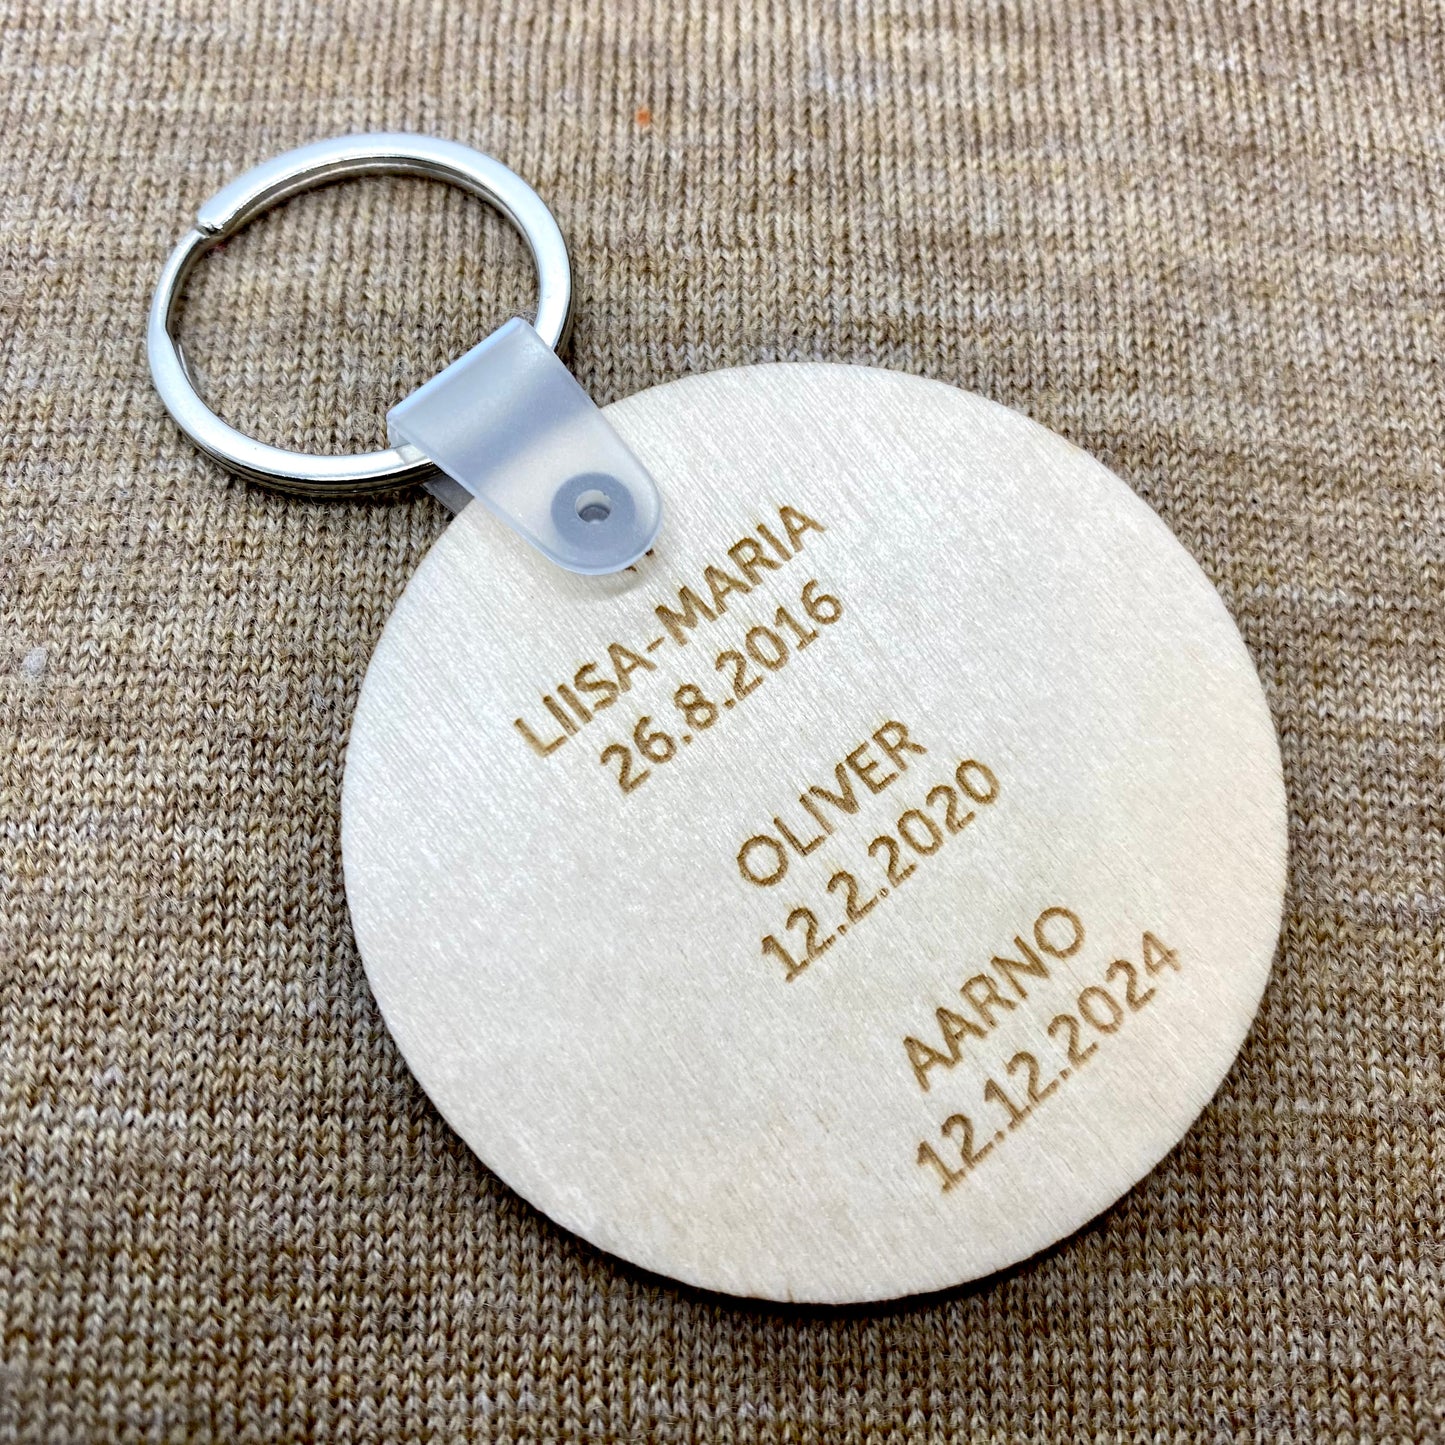 LIISA-MARIA
26.8.2016
OLIVER
12.2.2020
AARNO
12.12.2024